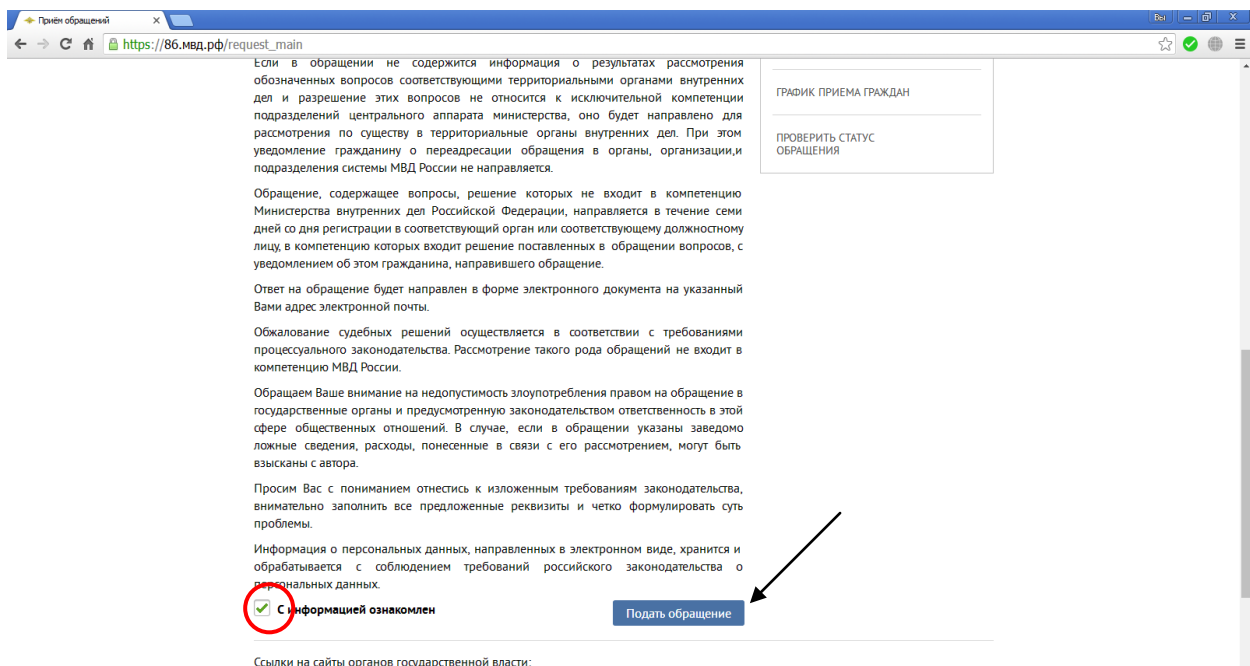 Приём обращений
Вы
https://86.мвд.рф/request_main
Если в обращении не содержится информация о результатах рассмотрения
обозначенных вопросов соответствующими территориальными органами внутренних
дел и разрешение этих вопросов не относится к исключительной компетенции
подразделений центрального аппарата министерства, оно будет направлено для
рассмотрения по существу в территориальные органы внутренних дел. При этом
уведомление гражданину о переадресации обращения в органы, организации,и
подразделения системы МВД России не направляется.
Обращение, содержащее вопросы, решение которых не входит в компетенцию
Министерства внутренних дел Российской Федерации, направляется в течение семи
дней со дня регистрации в соответствующий орган или соответствующему должностному
лицу, в компетенцию которых входит решение поставленных в обращении вопросов, с
уведомлением об этом гражданина, направившего обращение.
Ответ на обращение будет направлен в форме электронного документа на указанный
Вами адрес электронной почты.
Обжалование судебных решений осуществляется в соответствии с требованиями
процессуального законодательства. Рассмотрение такого рода обращений не входит в
компетенцию МВД России.
Обращаем Ваше внимание на недопустимость злоупотребления правом на обращение в
государственные органы и предусмотренную законодательством ответственность в этой
сфере общественных отношений. В случае, если в обращении указаны заведомо
ложные сведения, расходы, понесенные в связи с его рассмотрением, могут быть
взысканы с автора.
Просим Вас с пониманием отнестись к изложенным требованиям законодательства,
внимательно заполнить все предложенные реквизиты и четко формулировать суть
проблемы.
Информация о персональных данных, направленных в электронном виде, хранится и
обрабатывается с соблюдением требований российского законодательства о
персональных данных.
С информацией ознакомлен
Подать обращение
ГРАФИК ПРИЕМА ГРАЖДАН
ПРОВЕРИТЬ СТАТУС
ОБРАЩЕНИЯ
Ссылки на сайты органов государственной власти: